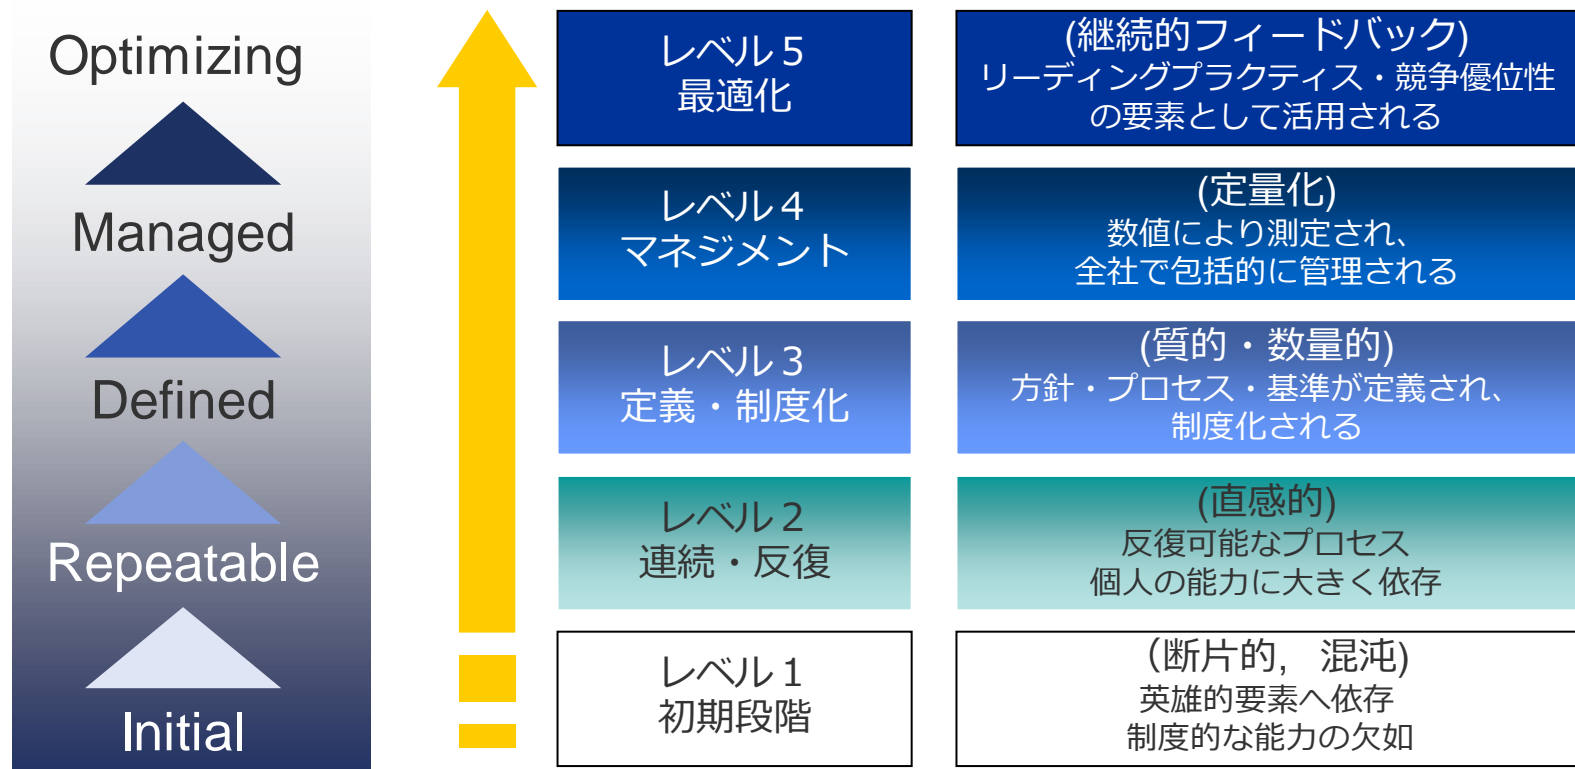 Optimizing
レベル５
最適化
(継続的フィードバック)
リーディングプラクティス・競争優位性
の要素として活用される
Managed
レベル４
マネジメント
(定量化)
数値により測定され、
全社で包括的に管理される
Defined
レベル３
定義・制度化
(質的・数量的)
方針・プロセス・基準が定義され、
制度化される
Repeatable
レベル２
連続・反復
(直感的)
反復可能なプロセス
個人の能力に大きく依存
Initial
レベル１
初期段階
（断片的，混沌)
英雄的要素へ依存
制度的な能力の欠如